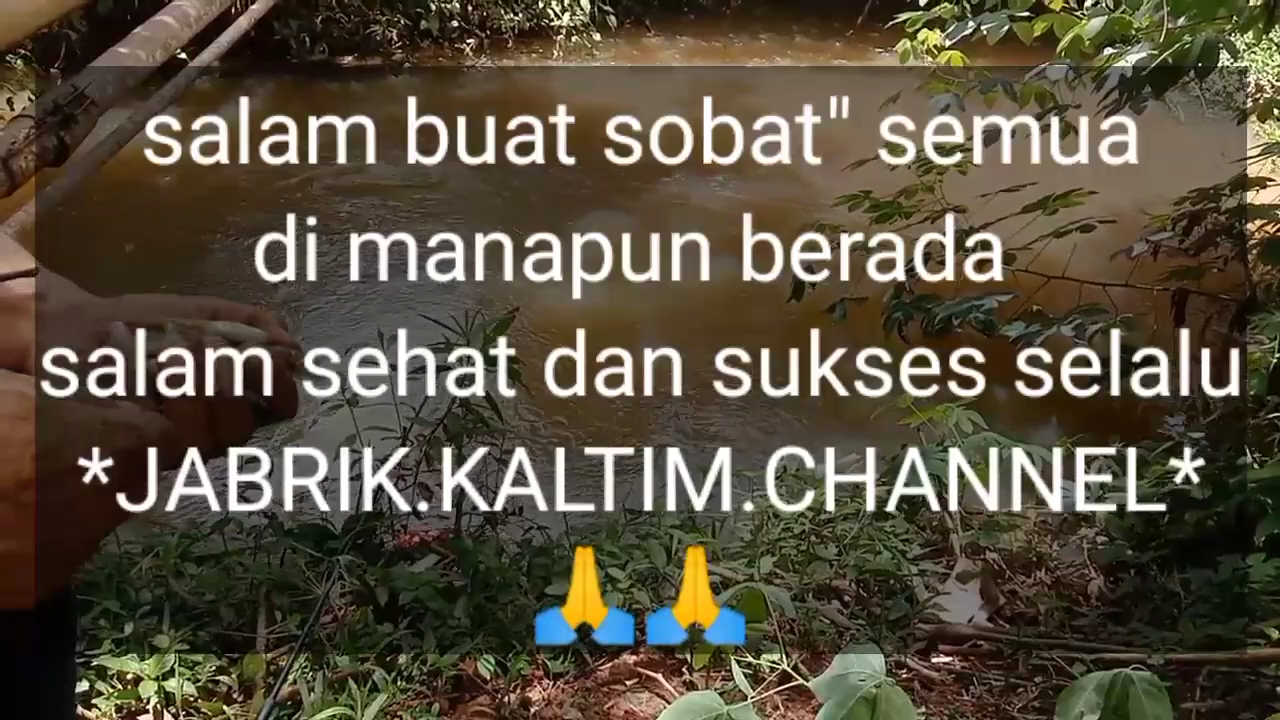 salam buat sobat" semua
di manapun berada
salam sehat dan sukses selalu
*JABRIK.KALTIM.CHANNEL*
🙏🙏